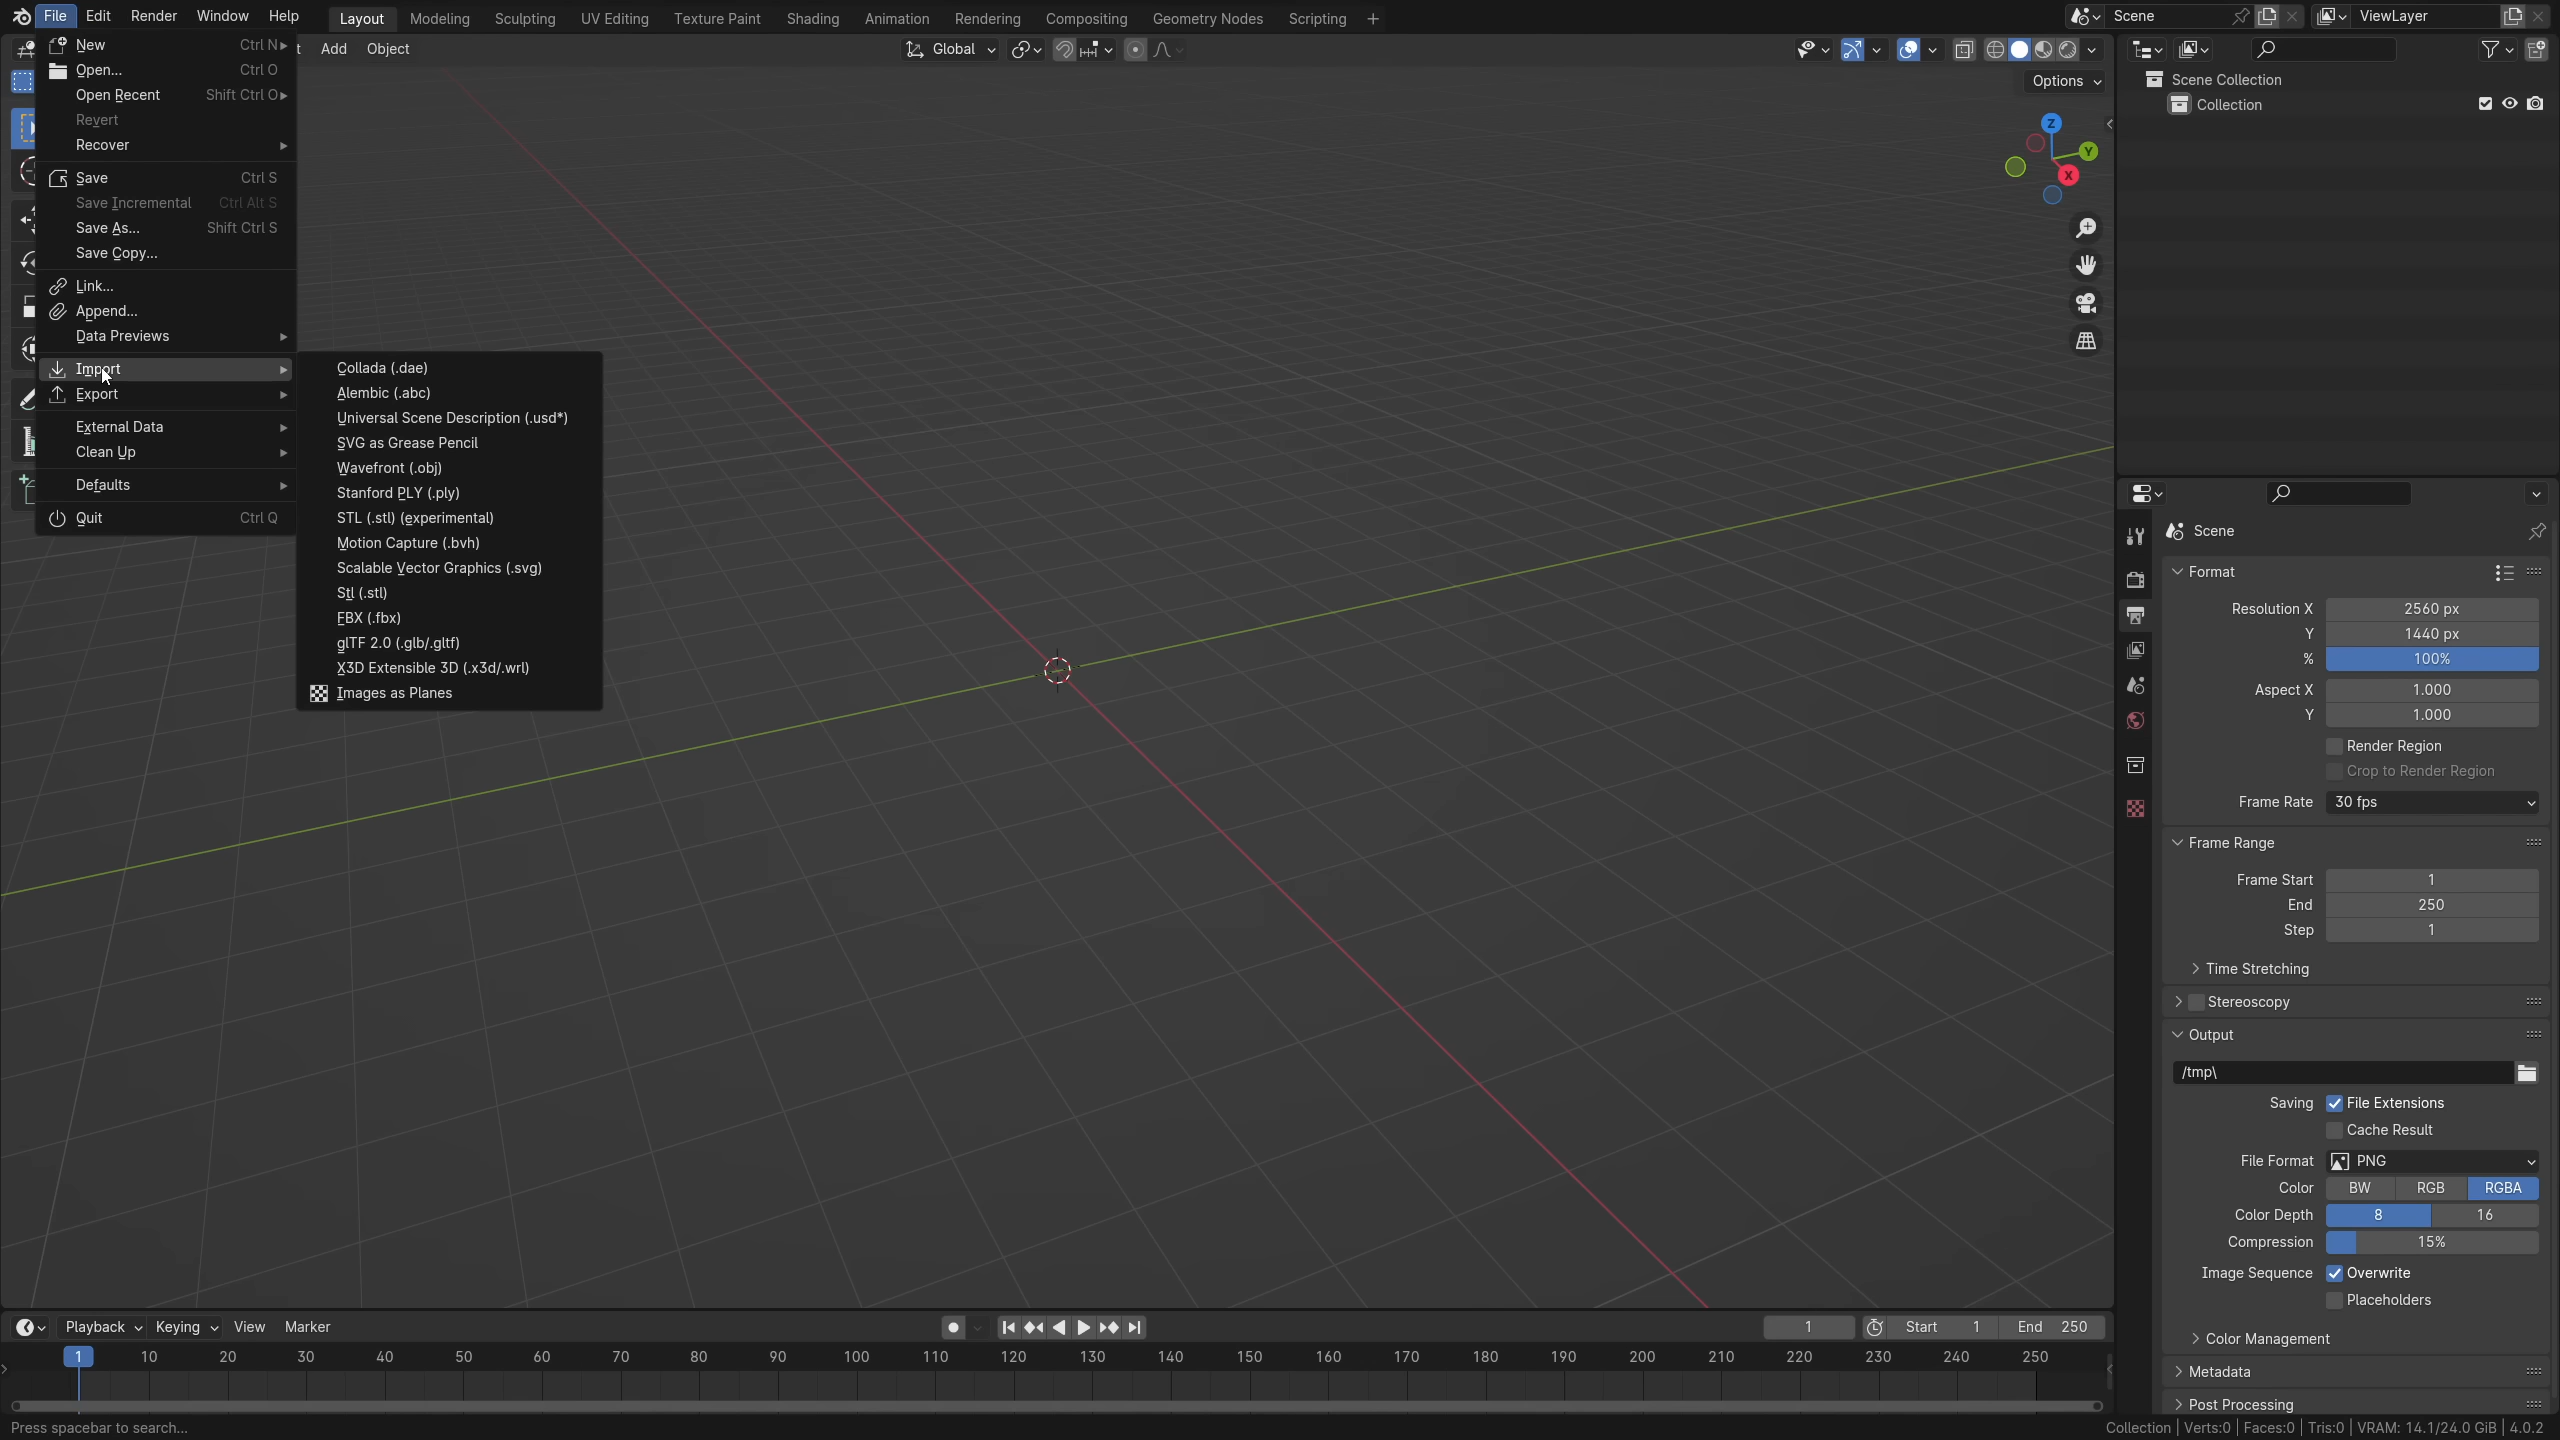 File Edit Render Window Help Layout Modeling Sculpting UV Editing Texture Paint Shading Animation Rendering Compositing Geometry Nodes Scripting + Scene ViewLayer
t Add Object Global
Options
New Ctrl N
Open... Ctrl O
Open Recent Shift Ctrl O
Revert
Recover
Save Ctrl S
Save Incremental Ctrl Alt S
Save As... Shift Ctrl S
Save Copy...
Link...
Append...
Data Previews
Import
Export
External Data
Clean Up
Defaults
Quit Ctrl Q
Collada (.dae)
Alembic (.abc)
Universal Scene Description (.usd*)
SVG as Grease Pencil
Wavefront (.obj)
Stanford PLY (.ply)
STL (.stl) (experimental)
Motion Capture (.bvh)
Scalable Vector Graphics (.svg)
Stl (.stl)
FBX (.fbx)
glTF 2.0 (.glb/.gltf)
X3D Extensible 3D (.x3d/.wrl)
Images as Planes
Z
Y
X
Scene Collection
Collection
Scene
Format
Resolution X 2560 px
Y 1440 px
% 100%
Aspect X 1.000
Y 1.000
Render Region
Crop to Render Region
Frame Rate 30 fps
Frame Range
Frame Start 1
End 250
Step 1
Time Stretching
Stereoscopy
Output
/tmp\
Saving File Extensions
Cache Result
File Format PNG
Color BW RGB RGBA
Color Depth 8 16
Compression 15%
Image Sequence Overwrite
Placeholders
Color Management
Metadata
Post Processing
Playback Keying View Marker 1 Start 1 End 250
1 10 20 30 40 50 60 70 80 90 100 110 120 130 140 150 160 170 180 190 200 210 220 230 240 250
Press spacebar to search... Collection | Verts:0 | Faces:0 | Tris:0 | VRAM: 14.1/24.0 GiB | 4.0.2